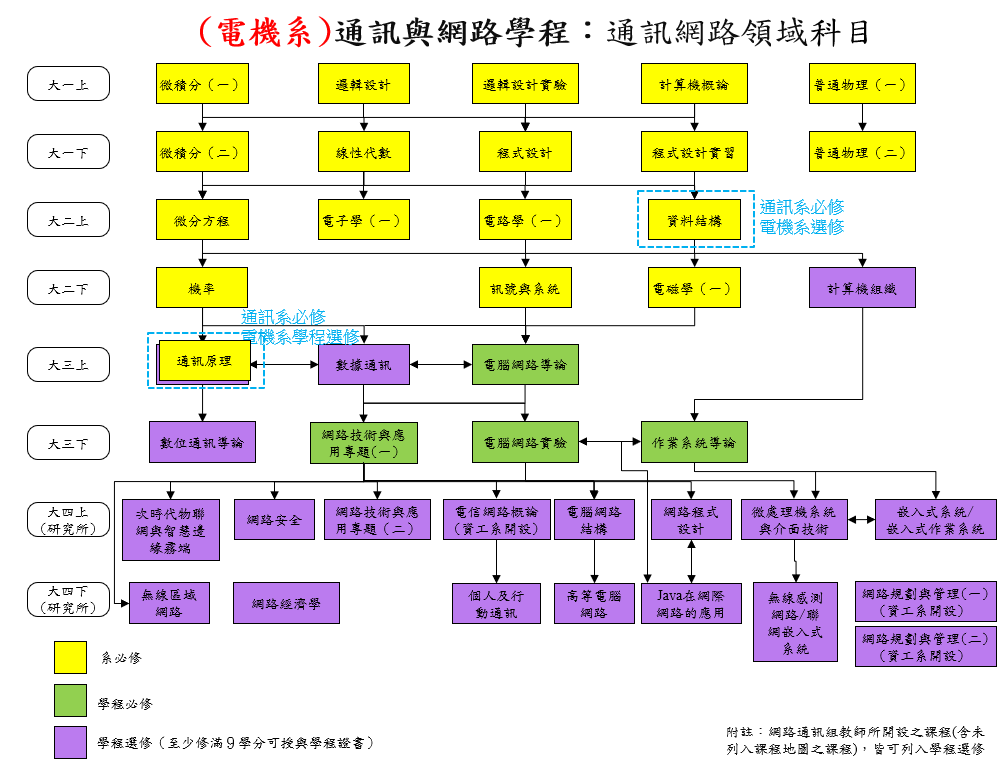 (電機系)通訊與網路學程：通訊網路領域科目
大一上
微積分（一）
邏輯設計
邏輯設計實驗
計算機概論
普通物理（一）
大一下
微積分（二）
線性代數
程式設計
程式設計實習
普通物理（二）
大二上
微分方程
電子學（一）
電路學（一）
資料結構
通訊系必修
電機系選修
大二下
機率
訊號與系統
電磁學（一）
計算機組織
通訊系必修
電機系學程選修
大三上
通訊原理
數據通訊
電腦網路導論
大三下
數位通訊導論
網路技術與應
用專題(一)
電腦網路實驗
作業系統導論
大四上
(研究所)
次時代物聯
網與智慧邊
緣霧端
網路安全
網路技術與應
用專題（二）
電信網路概論
(資工系開設)
電腦網路
結構
網路程式
設計
微處理機系統
與介面技術
嵌入式系統/
嵌入式作業系統
大四下
(研究所)
無線區域
網路
網路經濟學
個人及行
動通訊
高等電腦
網路
Java在網際
網路的應用
無線感測
網路/聯
網嵌入式
系統
網路規劃與管理(一)
(資工系開設)
網路規劃與管理(二)
(資工系開設)
系必修
學程必修
學程選修（至少修滿９學分可授與學程證書）
附註：網路通訊組教師所開設之課程(含未
列入課程地圖之課程)，皆可列入學程選修